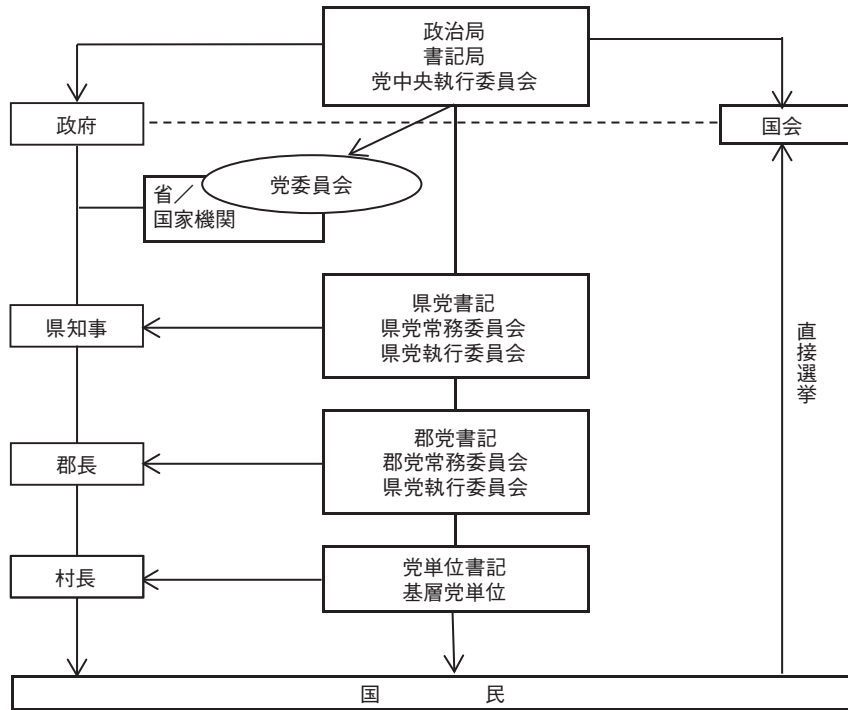 政治局
書記局
党中央執行委員会
政府
国会
党委員会
省／
国家機関
県党書記
県党常務委員会
県党執行委員会
県知事
直接選挙
郡党書記
郡党常務委員会
県党執行委員会
郡長
党単位書記
基層党単位
村長
国　　　　民